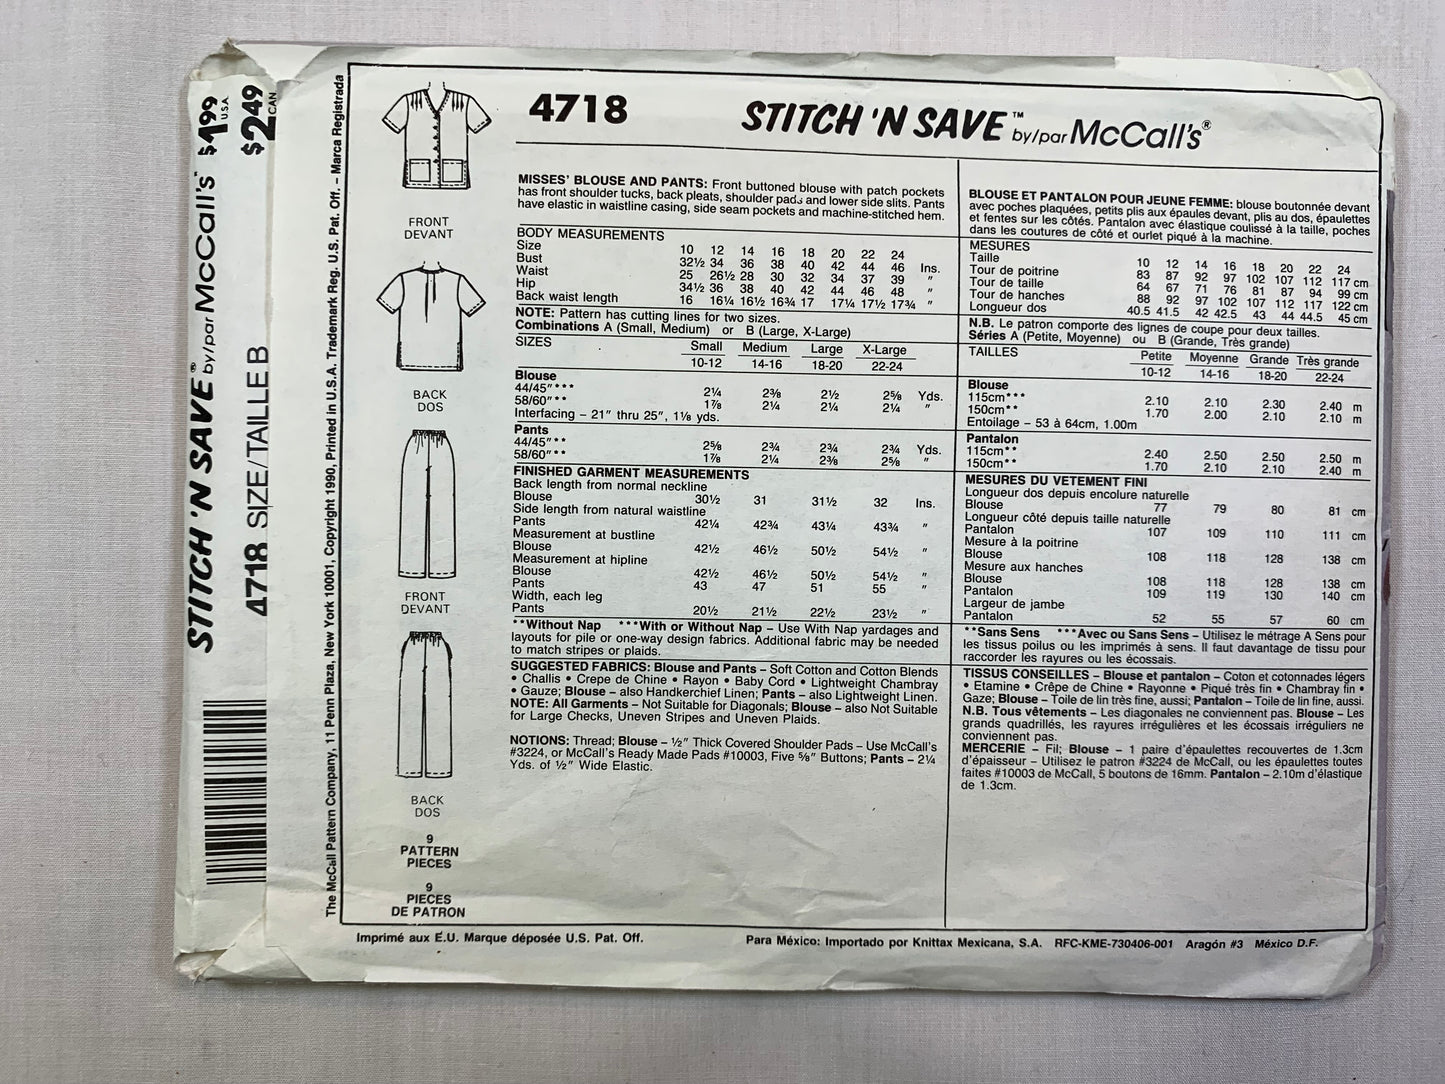 $1.99
U.S.A.
$2.49
CAN
STITCH 'N SAVE® by/par McCall's
4718 SIZE/TAILLE B
The McCall Pattern Company, 11 Penn Plaza, New York 10001, Copyright 1990, Printed in U.S.A. Trademark Reg. U.S. Pat. Off. – Marca Registrada
FRONT
DEVANT
BACK
DOS
FRONT
DEVANT
BACK
DOS
9
PATTERN
PIECES
9
PIECES
DE PATRON
4718 STITCH 'N SAVE™ by/par McCall's®
MISSES' BLOUSE AND PANTS: Front buttoned blouse with patch pockets
has front shoulder tucks, back pleats, shoulder pads and lower side slits. Pants
have elastic in waistline casing, side seam pockets and machine-stitched hem.
BODY MEASUREMENTS
Size 10 12 14 16 18 20 22 24
Bust 32½ 34 36 38 40 42 44 46 Ins.
Waist 25 26½ 28 30 32 34 37 39 "
Hip 34½ 36 38 40 42 44 46 48 "
Back waist length 16 16¼ 16½ 16¾ 17 17¼ 17½ 17¾ "
NOTE: Pattern has cutting lines for two sizes.
Combinations A (Small, Medium) or B (Large, X-Large)
SIZES Small Medium Large X-Large
10-12 14-16 18-20 22-24
Blouse
44/45"*** 2¼ 2⅜ 2½ 2⅝ Yds.
58/60"** 1⅞ 2¼ 2¼ 2¼ "
Interfacing – 21" thru 25", 1⅛ yds.
Pants
44/45"** 2⅝ 2¾ 2¾ 2¾ Yds.
58/60"** 1⅞ 2¼ 2⅜ 2⅝ "
FINISHED GARMENT MEASUREMENTS
Back length from normal neckline
Blouse 30½ 31 31½ 32 Ins.
Side length from natural waistline
Pants 42¼ 42¾ 43¼ 43¾ "
Measurement at bustline
Blouse 42½ 46½ 50½ 54½ "
Measurement at hipline
Blouse 42½ 46½ 50½ 54½ "
Pants 43 47 51 55 "
Width, each leg
Pants 20½ 21½ 22½ 23½ "
**Without Nap ***With or Without Nap – Use With Nap yardages and
layouts for pile or one-way design fabrics. Additional fabric may be needed
to match stripes or plaids.
SUGGESTED FABRICS: Blouse and Pants – Soft Cotton and Cotton Blends
• Challis • Crepe de Chine • Rayon • Baby Cord • Lightweight Chambray
• Gauze; Blouse – also Handkerchief Linen; Pants – also Lightweight Linen.
NOTE: All Garments – Not Suitable for Diagonals; Blouse – also Not Suitable
for Large Checks, Uneven Stripes and Uneven Plaids.
NOTIONS: Thread; Blouse – ½" Thick Covered Shoulder Pads – Use McCall's
#3224, or McCall's Ready Made Pads #10003, Five ⅝" Buttons; Pants – 2¼
Yds. of ½" Wide Elastic.
BLOUSE ET PANTALON POUR JEUNE FEMME: blouse boutonnée devant
avec poches plaquées, petits plis aux épaules devant, plis au dos, épaulettes
et fentes sur les côtés. Pantalon avec élastique coulissé à la taille, poches
dans les coutures de côté et ourlet piqué à la machine.
MESURES
Taille 10 12 14 16 18 20 22 24
Tour de poitrine 83 87 92 97 102 107 112 117 cm
Tour de taille 64 67 71 76 81 87 94 99 cm
Tour de hanches 88 92 97 102 107 112 117 122 cm
Longueur dos 40.5 41.5 42 42.5 43 44 44.5 45 cm
N.B. Le patron comporte des lignes de coupe pour deux tailles.
Séries A (Petite, Moyenne) ou B (Grande, Très grande)
TAILLES Petite Moyenne Grande Très grande
10-12 14-16 18-20 22-24
Blouse
115cm*** 2.10 2.10 2.30 2.40 m
150cm** 1.70 2.00 2.10 2.10 m
Entoilage – 53 à 64cm, 1.00m
Pantalon
115cm** 2.40 2.50 2.50 2.50 m
150cm** 1.70 2.10 2.10 2.40 m
MESURES DU VETEMENT FINI
Longueur dos depuis encolure naturelle
Blouse 77 79 80 81 cm
Longueur côté depuis taille naturelle
Pantalon 107 109 110 111 cm
Mesure à la poitrine
Blouse 108 118 128 138 cm
Mesure aux hanches
Blouse 108 118 128 138 cm
Pantalon 109 119 130 140 cm
Largeur de jambe
Pantalon 52 55 57 60 cm
**Sans Sens ***Avec ou Sans Sens – Utilisez le métrage A Sens pour
les tissus poilus ou les imprimés à sens. Il faut davantage de tissu pour
raccorder les rayures ou les écossais.
TISSUS CONSEILLES – Blouse et pantalon – Coton et cotonnades légers
• Etamine • Crêpe de Chine • Rayonne • Piqué très fin • Chambray fin •
Gaze; Blouse – Toile de lin très fine, aussi; Pantalon – Toile de lin fine, aussi.
N.B. Tous vêtements – Les diagonales ne conviennent pas. Blouse – Les
grands quadrillés, les rayures irrégulières et les écossais irréguliers ne
conviennent pas.
MERCERIE – Fil; Blouse – 1 paire d'épaulettes recouvertes de 1.3cm
d'épaisseur – Utilisez le patron #3224 de McCall, ou les épaulettes toutes
faites #10003 de McCall, 5 boutons de 16mm. Pantalon – 2.10m d'élastique
de 1.3cm.
Imprimé aux E.U. Marque déposée U.S. Pat. Off.
Para México: Importado por Knittax Mexicana, S.A. RFC-KME-730406-001 Aragón #3 México D.F.